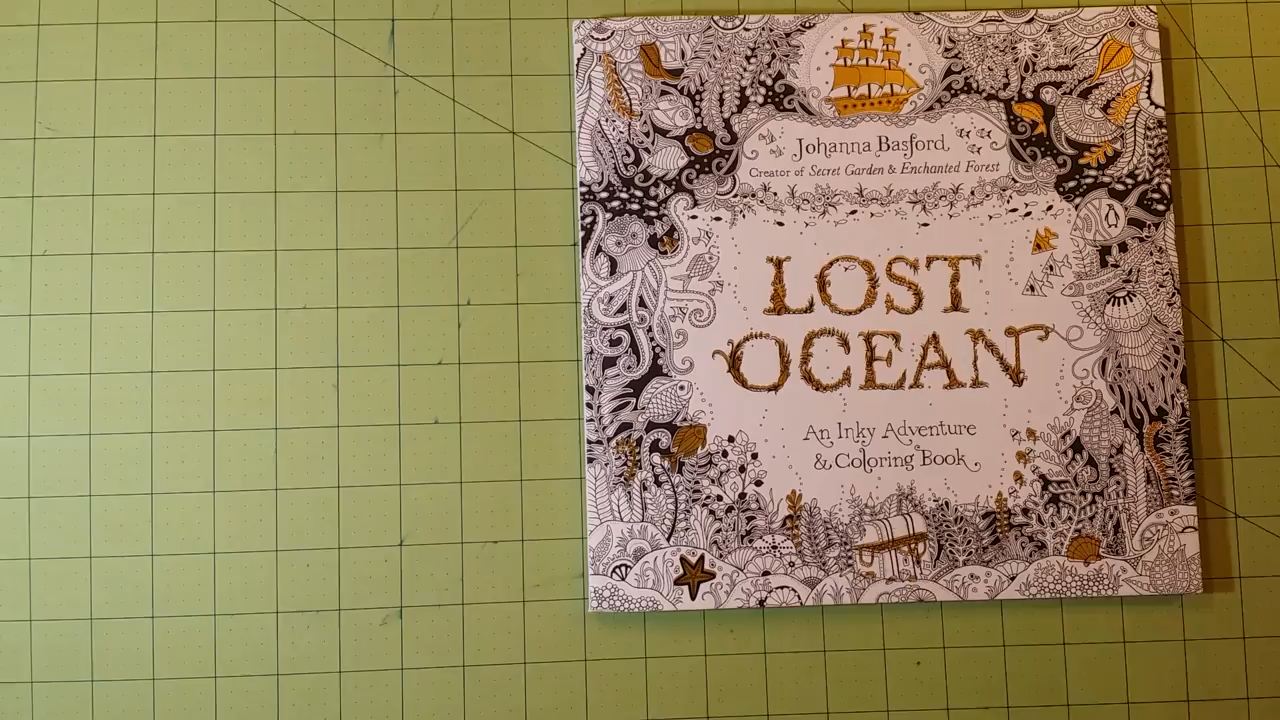 Johanna Basford
Creator of Secret Garden & Enchanted Forest
LOST
OCEAN
An Inky Adventure
& Coloring Book